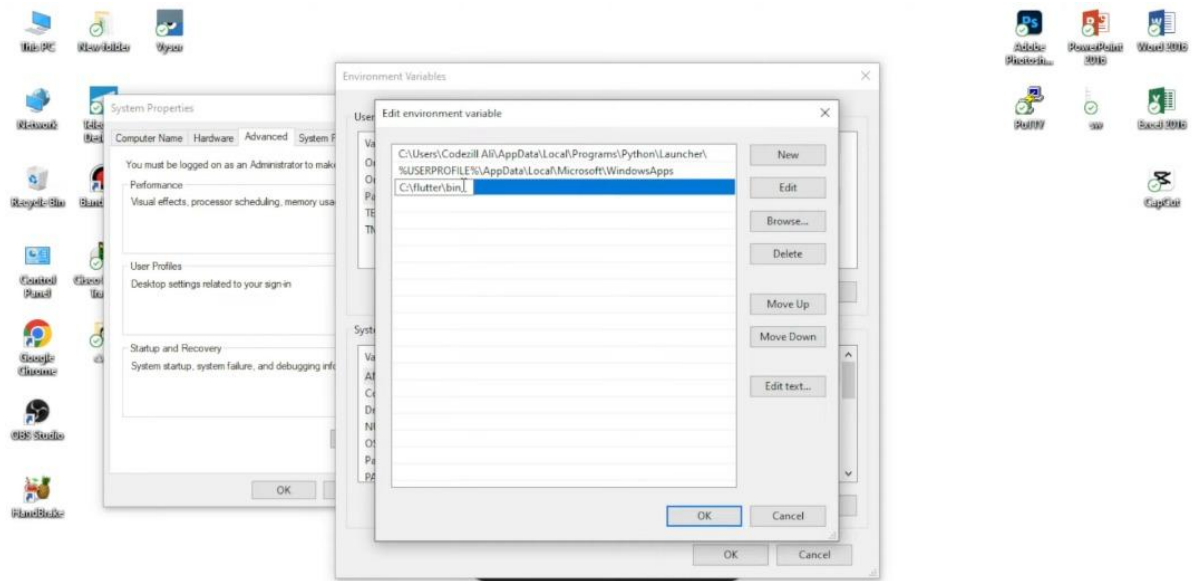 This PC
New folder
Vysor
Network
Recycle Bin
Control
Panel
Google
Chrome
OBS Studio
HandBrake
System Properties
Computer Name
Hardware
Advanced
You must be logged on as an Administrator to make
Performance
Visual effects, processor scheduling, memory usa
User Profiles
Desktop settings related to your sign-in
Startup and Recovery
System startup, system failure, and debugging info
OK
Environment Variables
Edit environment variable
C:\Users\Codezill Ali\AppData\Local\Programs\Python\Launcher\
%USERPROFILE%\AppData\Local\Microsoft\WindowsApps
C:\flutter\bin
New
Edit
Browse...
Delete
Move Up
Move Down
Edit text...
OK
Cancel
OK
Cancel
Adobe
Photosh...
PowerPoint
2016
Word 2016
PuTTY
sw
Excel 2016
CapCut